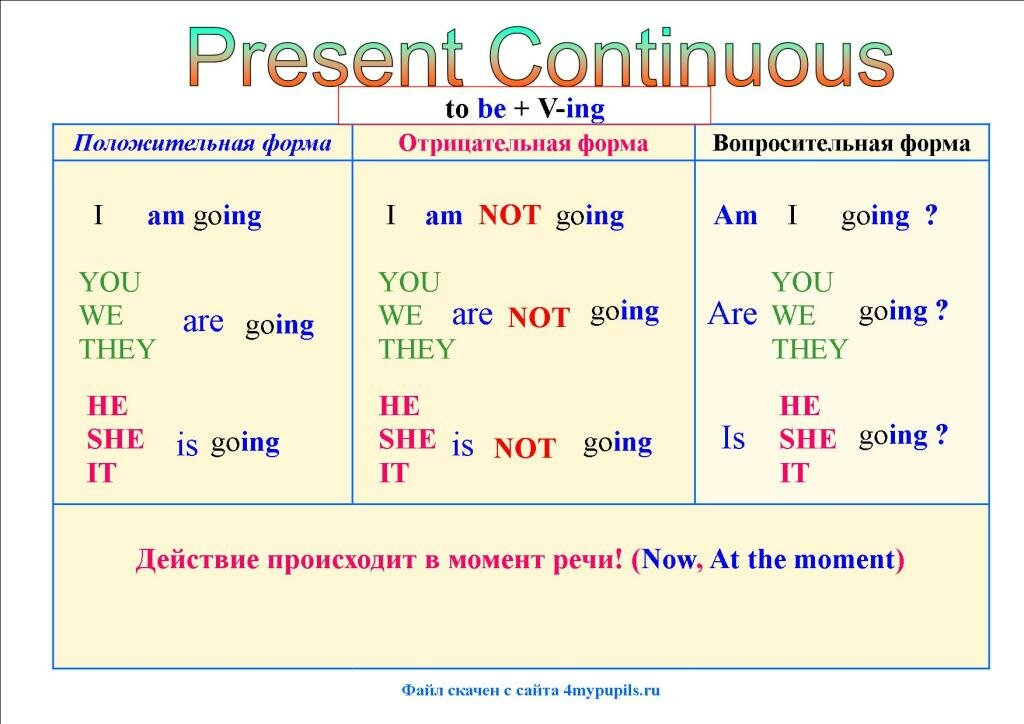 Present Continuous
to be + V-ing
Положительная форма
Отрицательная форма
Вопросительная форма
I am going
I am NOT going
Am I going ?
YOU
WE
THEY
are going
YOU
WE
THEY
are NOT going
Are
YOU
WE
THEY
going ?
HE
SHE
IT
is going
HE
SHE
IT
is NOT going
Is
HE
SHE
IT
going ?
Действие происходит в момент речи! (Now, At the moment)
Файл скачен с сайта 4mypupils.ru